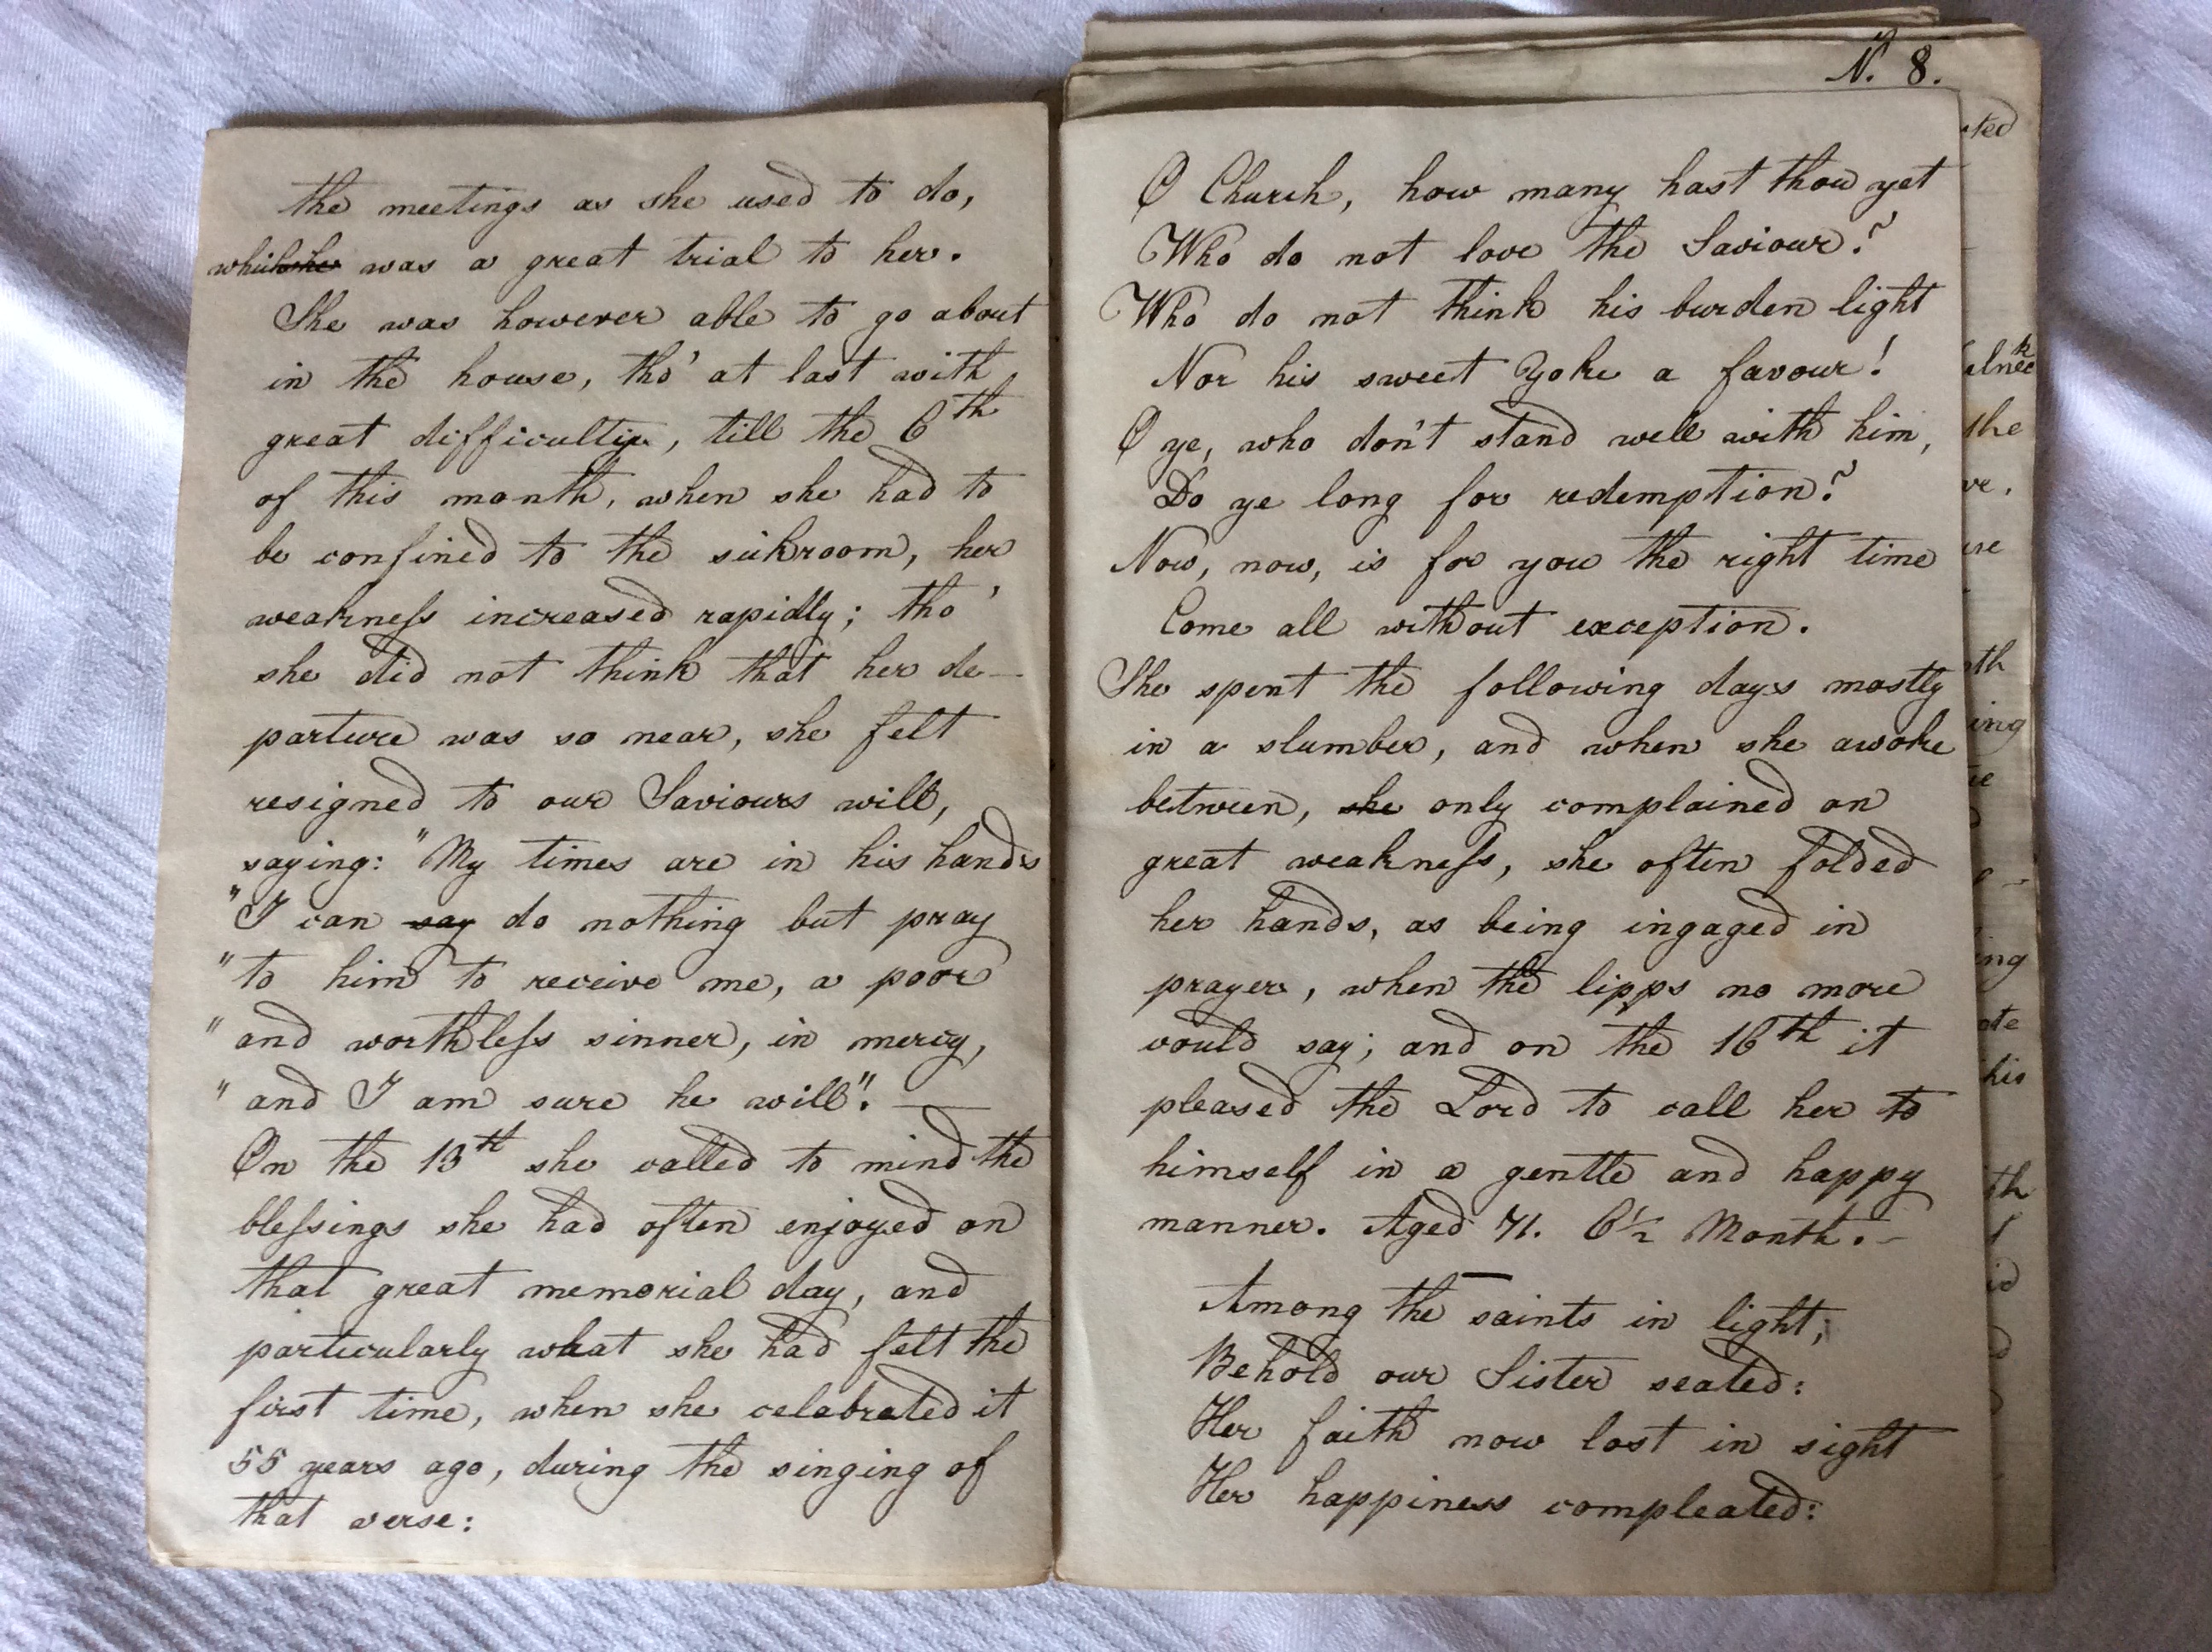 the meetings as she used to do,
which she was a great trial to her.
She was however able to go about
in the house, tho' at last with
great difficulty, till the 6th
of this month, when she had to
be confined to the sickroom, her
weakness increased rapidly; tho'
she did not think that her de-
parture was so near, she felt
resigned to our Saviours will,
saying: "My times are in his hands
"I can say do nothing but pray
"to him to receive me, a poor
"and worthless sinner, in mercy,
"and I am sure he will". —
On the 13th she called to mind the
blessings she had often enjoyed on
that great memorial day, and
particularly what she had felt the
first time, when she celebrated it
55 years ago, during the singing of
that verse:
N. 8.
O Church, how many hast thou yet
Who do not love the Saviour?
Who do not think his burden light
Nor his sweet Yoke a favour!
O ye, who don't stand well with him,
Do ye long for redemption?
Now, now, is for you the right time
Come all without exception.
She spent the following days mostly
in a slumber, and when she awoke
between, she only complained on
great weakness, she often folded
her hands, as being ingaged in
prayer, when the lipps no more
could say; and on the 16th it
pleased the Lord to call her to
himself in a gentle and happy
manner. Aged 71. 6½ Month. -
Among the saints in light,
Behold our Sister seated:
Her faith now lost in sight
Her happiness compleated: